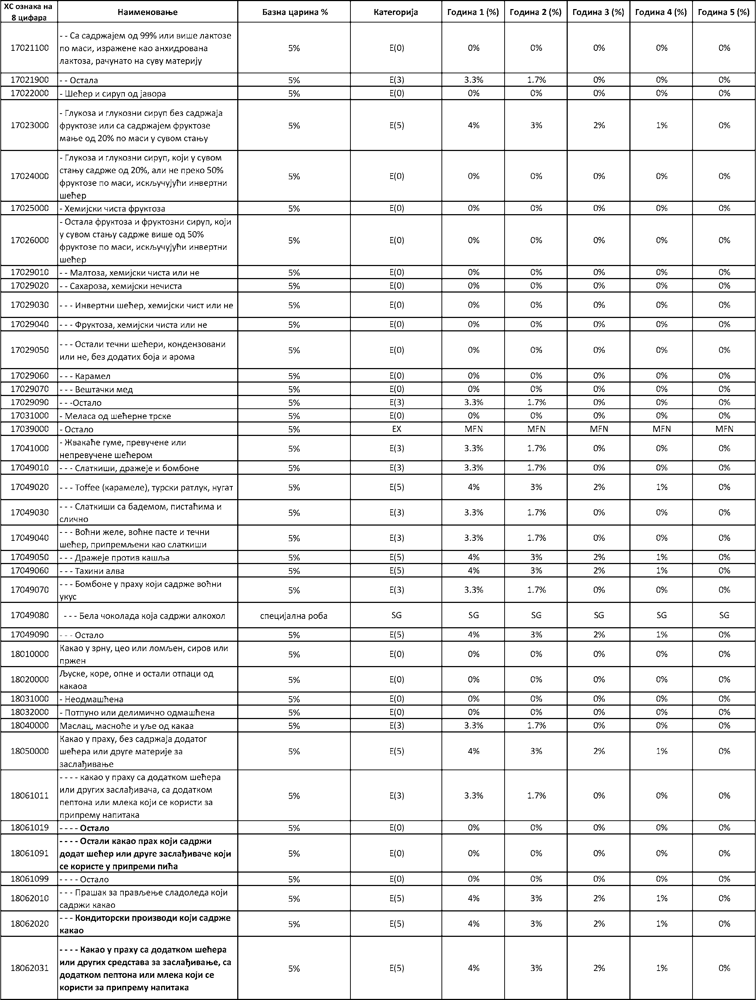 ХС ознака на 8 цифара Наименовање Базна царина % Категорија Година 1 (%) Година 2 (%) Година 3 (%) Година 4 (%) Година 5 (%)
17021100 - - Са садржајем од 99% или више лактозе по маси, изражене као анхидрована лактоза, рачунато на суву материју 5% E(0) 0% 0% 0% 0% 0%
17021900 - - Остала 5% E(3) 3.3% 1.7% 0% 0% 0%
17022000 - Шећер и сируп од јавора 5% E(0) 0% 0% 0% 0% 0%
17023000 - Глукоза и глукозни сируп без садржаја фруктозе или са садржајем фруктозе мање од 20% по маси у сувом стању 5% E(5) 4% 3% 2% 1% 0%
17024000 - Глукоза и глукозни сируп, који у сувом стању садрже од 20%, али не преко 50% фруктозе по маси, искључујући инвертни шећер 5% E(0) 0% 0% 0% 0% 0%
17025000 - Хемијски чиста фруктоза 5% E(0) 0% 0% 0% 0% 0%
17026000 - Остала фруктоза и фруктозни сируп, који у сувом стању садрже више од 50% фруктозе по маси, искључујући инвертни шећер 5% E(0) 0% 0% 0% 0% 0%
17029010 - - Малтоза, хемијски чиста или не 5% E(0) 0% 0% 0% 0% 0%
17029020 - - Сахароза, хемијски нечиста 5% E(0) 0% 0% 0% 0% 0%
17029030 - - - Инвертни шећер, хемијски чист или не 5% E(0) 0% 0% 0% 0% 0%
17029040 - - - Фруктоза, хемијски чиста или не 5% E(0) 0% 0% 0% 0% 0%
17029050 - - - Остали течни шећери, кондензовани или не, без додатих боја и арома 5% E(0) 0% 0% 0% 0% 0%
17029060 - - - Карамел 5% E(0) 0% 0% 0% 0% 0%
17029070 - - - Вештачки мед 5% E(0) 0% 0% 0% 0% 0%
17029090 - - -Остало 5% E(3) 3.3% 1.7% 0% 0% 0%
17031000 - Меласа од шећерне трске 5% E(0) 0% 0% 0% 0% 0%
17039000 - Остало 5% EX MFN MFN MFN MFN MFN
17041000 - Жвакаће гуме, превучене или непревучене шећером 5% E(3) 3.3% 1.7% 0% 0% 0%
17049010 - - - Слаткиши, дражеје и бомбоне 5% E(3) 3.3% 1.7% 0% 0% 0%
17049020 - - - Toffee (карамеле), турски ратлук, нугат 5% E(5) 4% 3% 2% 1% 0%
17049030 - - - Слаткиши са бадемом, пистаћима и слично 5% E(3) 3.3% 1.7% 0% 0% 0%
17049040 - - - Воћни желе, воћне пасте и течни шећер, припремљени као слаткиши 5% E(3) 3.3% 1.7% 0% 0% 0%
17049050 - - - Дражеје против кашља 5% E(5) 4% 3% 2% 1% 0%
17049060 - - - Тахини алва 5% E(5) 4% 3% 2% 1% 0%
17049070 - - - Бомбоне у праху који садрже воћни укус 5% E(3) 3.3% 1.7% 0% 0% 0%
17049080 - - - Бела чоколада која садржи алкохол специјална роба SG SG SG SG SG SG
17049090 - - - Остало 5% E(5) 4% 3% 2% 1% 0%
18010000 Какао у зрну, цео или ломљен, сиров или пржен 5% E(0) 0% 0% 0% 0% 0%
18020000 Љуске, коре, опне и остали отпаци од какаоа 5% E(0) 0% 0% 0% 0% 0%
18031000 - Неодмашћена 5% E(0) 0% 0% 0% 0% 0%
18032000 - Потпуно или делимично одмашћена 5% E(0) 0% 0% 0% 0% 0%
18040000 Маслац, масноће и уље од какаа 5% E(3) 3.3% 1.7% 0% 0% 0%
18050000 Какао у праху, без садржаја додатог шећера или друге материје за заслађивање 5% E(5) 4% 3% 2% 1% 0%
18061011 - - - - какао у праху са додатком шећера или других заслађивача, са додатком пептона или млека који се користи за припрему напитака 5% E(3) 3.3% 1.7% 0% 0% 0%
18061019 - - - - Остало 5% E(0) 0% 0% 0% 0% 0%
18061091 - - - - Остали какао прах који садржи додат шећер или друге заслађиваче који се користе у припреми пића 5% E(0) 0% 0% 0% 0% 0%
18061099 - - - - Остало 5% E(0) 0% 0% 0% 0% 0%
18062010 - - - Прашак за прављење сладоледа који садржи какао 5% E(5) 4% 3% 2% 1% 0%
18062020 - - - Кондиторски производи који садрже какао 5% E(5) 4% 3% 2% 1% 0%
18062031 - - - - Какао у праху са додатком шећера или других средстава за заслађивање, са додатком пептона или млека који се користи за припрему напитака 5% E(5) 4% 3% 2% 1% 0%